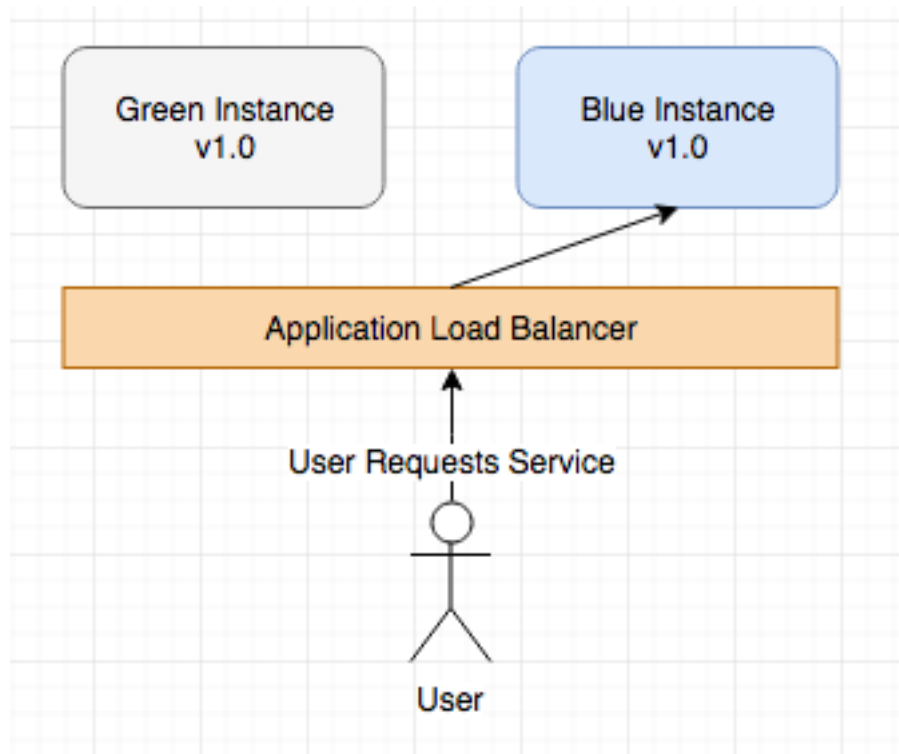 Green Instance
v1.0
Blue Instance
v1.0
Application Load Balancer
User Requests Service
User